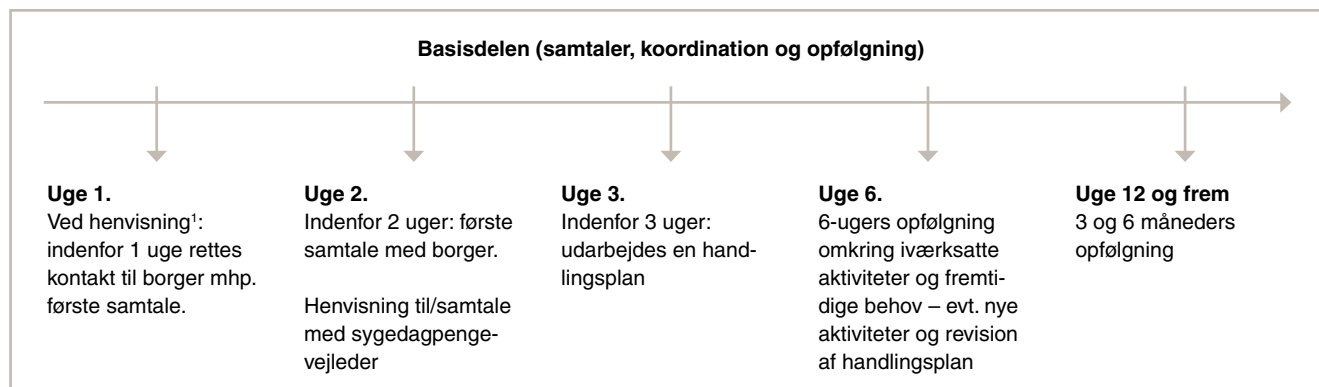 Basisdelen (samtaler, koordination og opfølgning)
Uge 1.
Ved henvisning¹:
indenfor 1 uge rettes
kontakt til borger mhp.
første samtale.
Uge 2.
Indenfor 2 uger: første
samtale med borger.
Henvisning til/samtale
med sygedagpenge-
vejleder
Uge 3.
Indenfor 3 uger:
udarbejdes en hand-
lingsplan
Uge 6.
6-ugers opfølgning
omkring iværksatte
aktiviteter og fremti-
dige behov – evt. nye
aktiviteter og revision
af handlingsplan
Uge 12 og frem
3 og 6 måneders
opfølgning